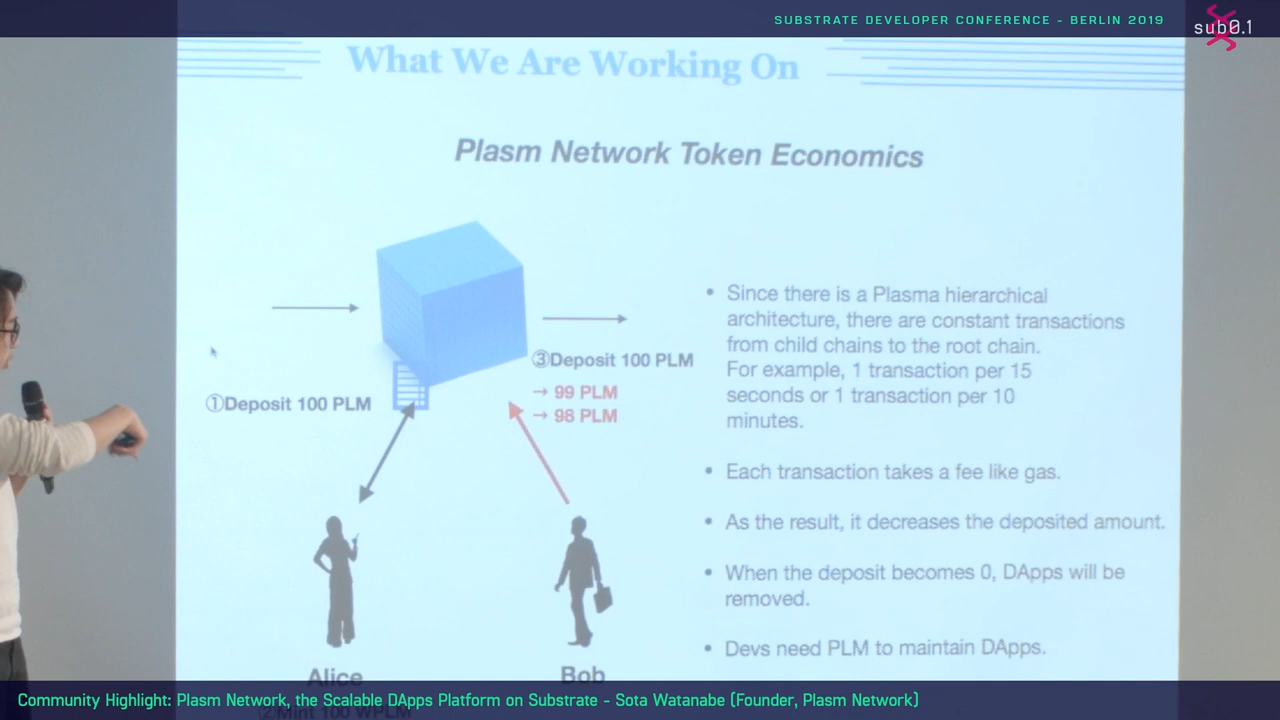 SUBSTRATE DEVELOPER CONFERENCE - BERLIN 2019
sub0.1
What We Are Working On
Plasm Network Token Economics
①Deposit 100 PLM
③Deposit 100 PLM
→ 99 PLM
→ 98 PLM
Alice
Bob
②Mint 100 WPLM
• Since there is a Plasma hierarchical
architecture, there are constant transactions
from child chains to the root chain.
For example, 1 transaction per 15
seconds or 1 transaction per 10
minutes.
• Each transaction takes a fee like gas.
• As the result, it decreases the deposited amount.
• When the deposit becomes 0, DApps will be
removed.
• Devs need PLM to maintain DApps.
Community Highlight: Plasm Network, the Scalable DApps Platform on Substrate - Sota Watanabe (Founder, Plasm Network)